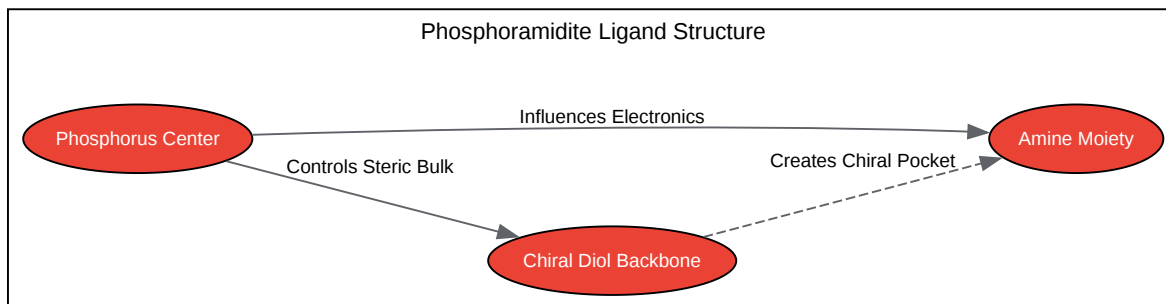 Phosphoramidite Ligand Structure
Influences Electronics
Phosphorus Center
Amine Moiety
Controls Steric Bulk
Creates Chiral Pocket
Chiral Diol Backbone